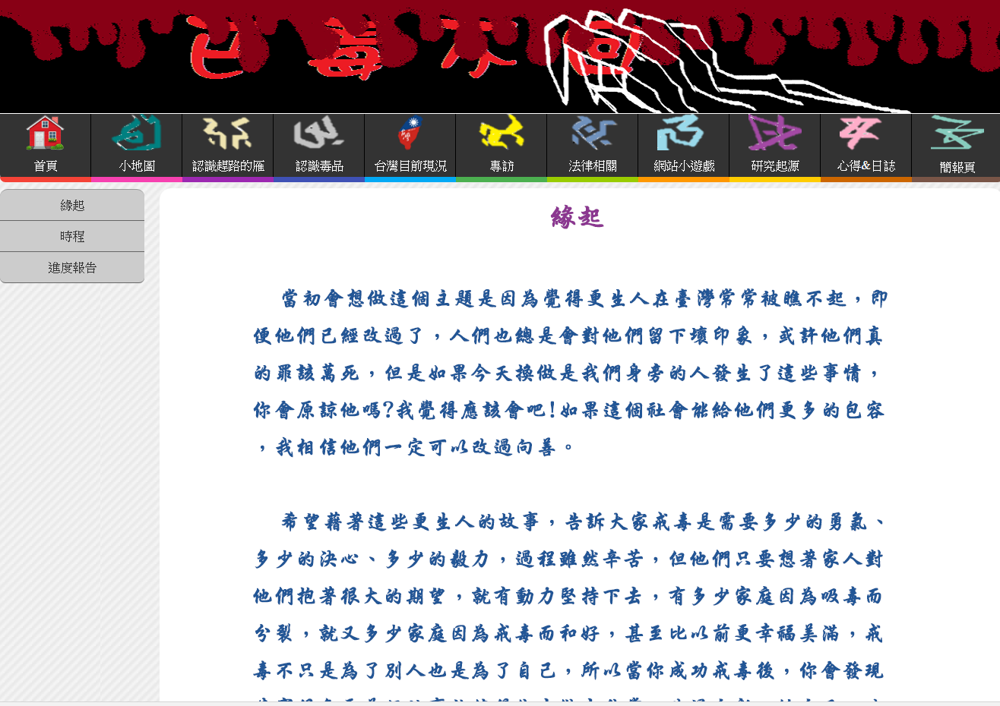 已毒不回
首頁
小地圖
認識趕路的雁
認識毒品
台灣目前現況
專訪
法律相關
網站小遊戲
研究起源
心得&日誌
簡報頁
緣起
時程
進度報告
緣起
當初會想做這個主題是因為覺得更生人在臺灣常常被瞧不起，即
便他們已經改過了，人們也總是會對他們留下壞印象，或許他們真
的罪該萬死，但是如果今天換做是我們身旁的人發生了這些事情，
你會原諒他嗎?我覺得應該會吧!如果這個社會能給他們更多的包容
，我相信他們一定可以改過向善。
希望藉著這些更生人的故事，告訴大家戒毒是需要多少的勇氣、
多少的決心、多少的毅力，過程雖然辛苦，但他們只要想著家人對
他們抱著很大的期望，就有動力堅持下去，有多少家庭因為吸毒而
分裂，就又多少家庭因為戒毒而和好，甚至比以前更幸福美滿，戒
毒不只是為了別人也是為了自己，所以當你成功戒毒後，你會發現